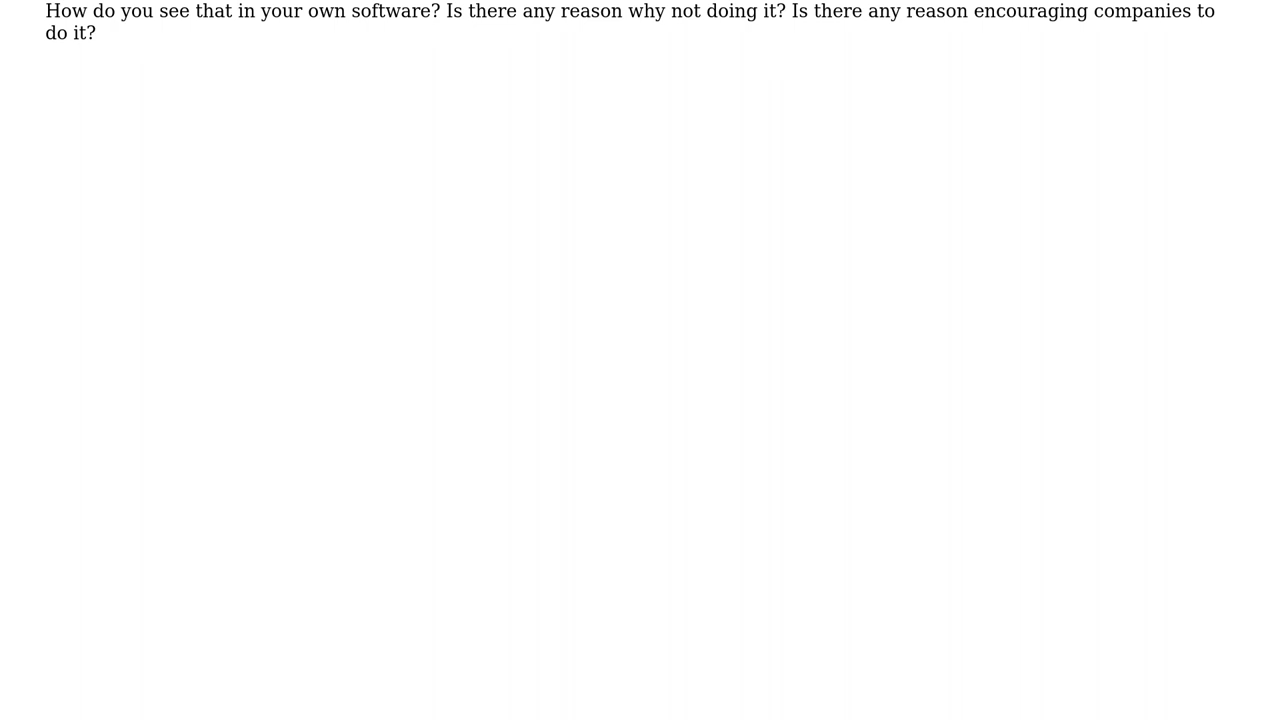 How do you see that in your own software? Is there any reason why not doing it? Is there any reason encouraging companies to
do it?